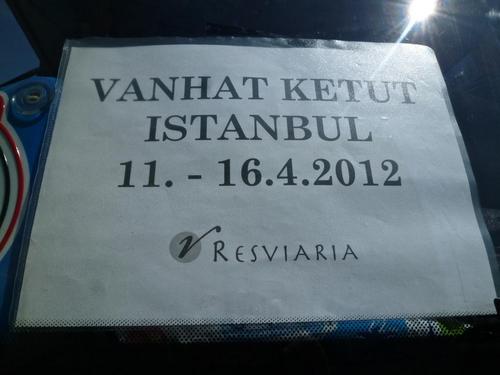 VANHAT KETUT
ISTANBUL
11. - 16.4.2012
RESVIARIA